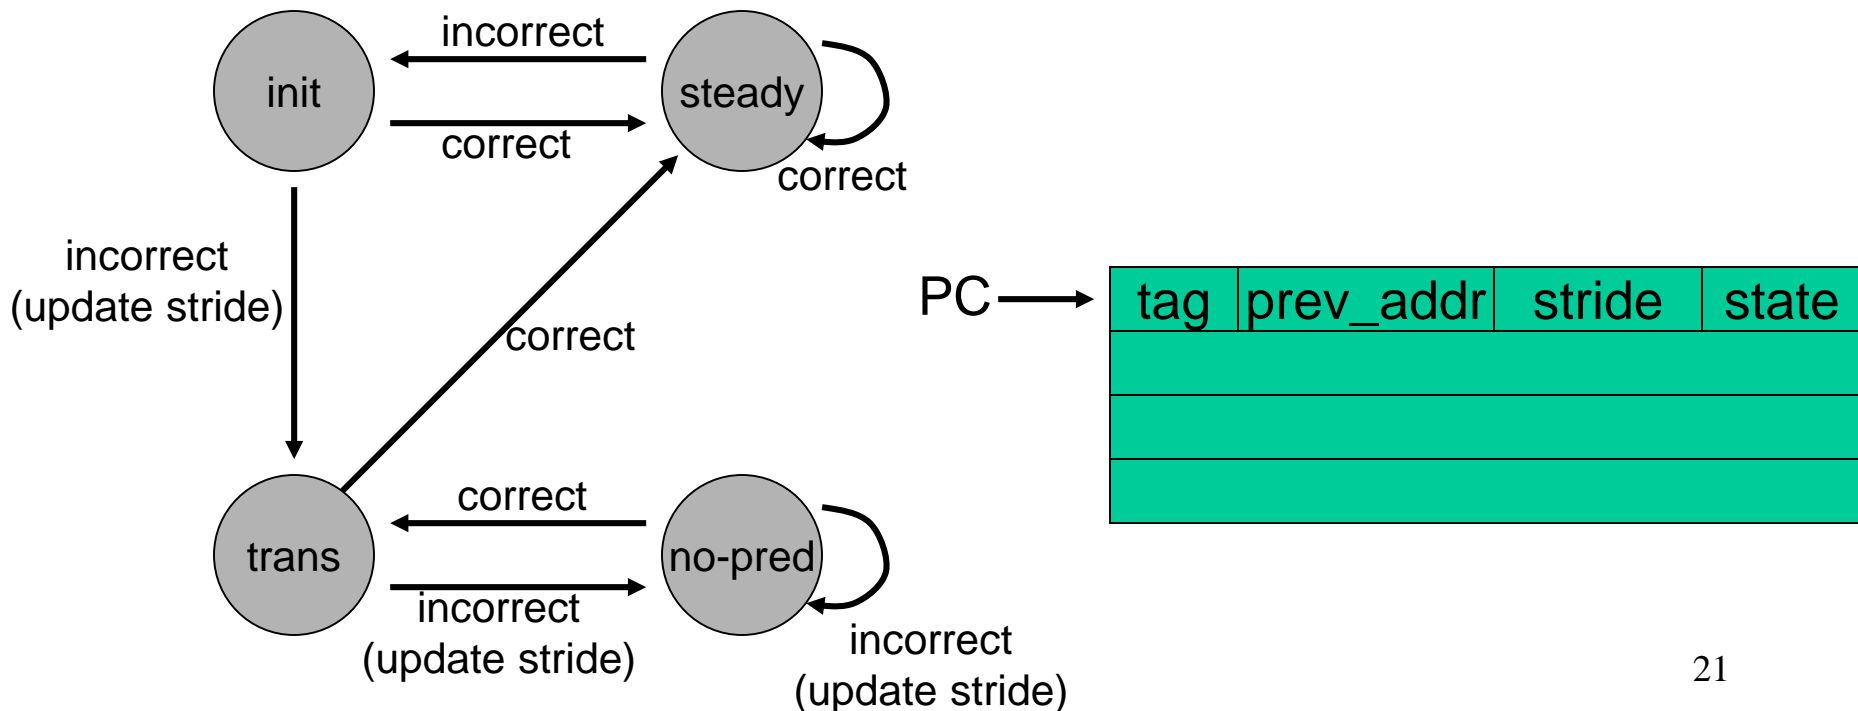 incorrect
init
steady
correct
correct
incorrect
(update stride)
correct
PC
tag
prev_addr
stride
state
correct
trans
no-pred
incorrect
(update stride)
incorrect
(update stride)
21